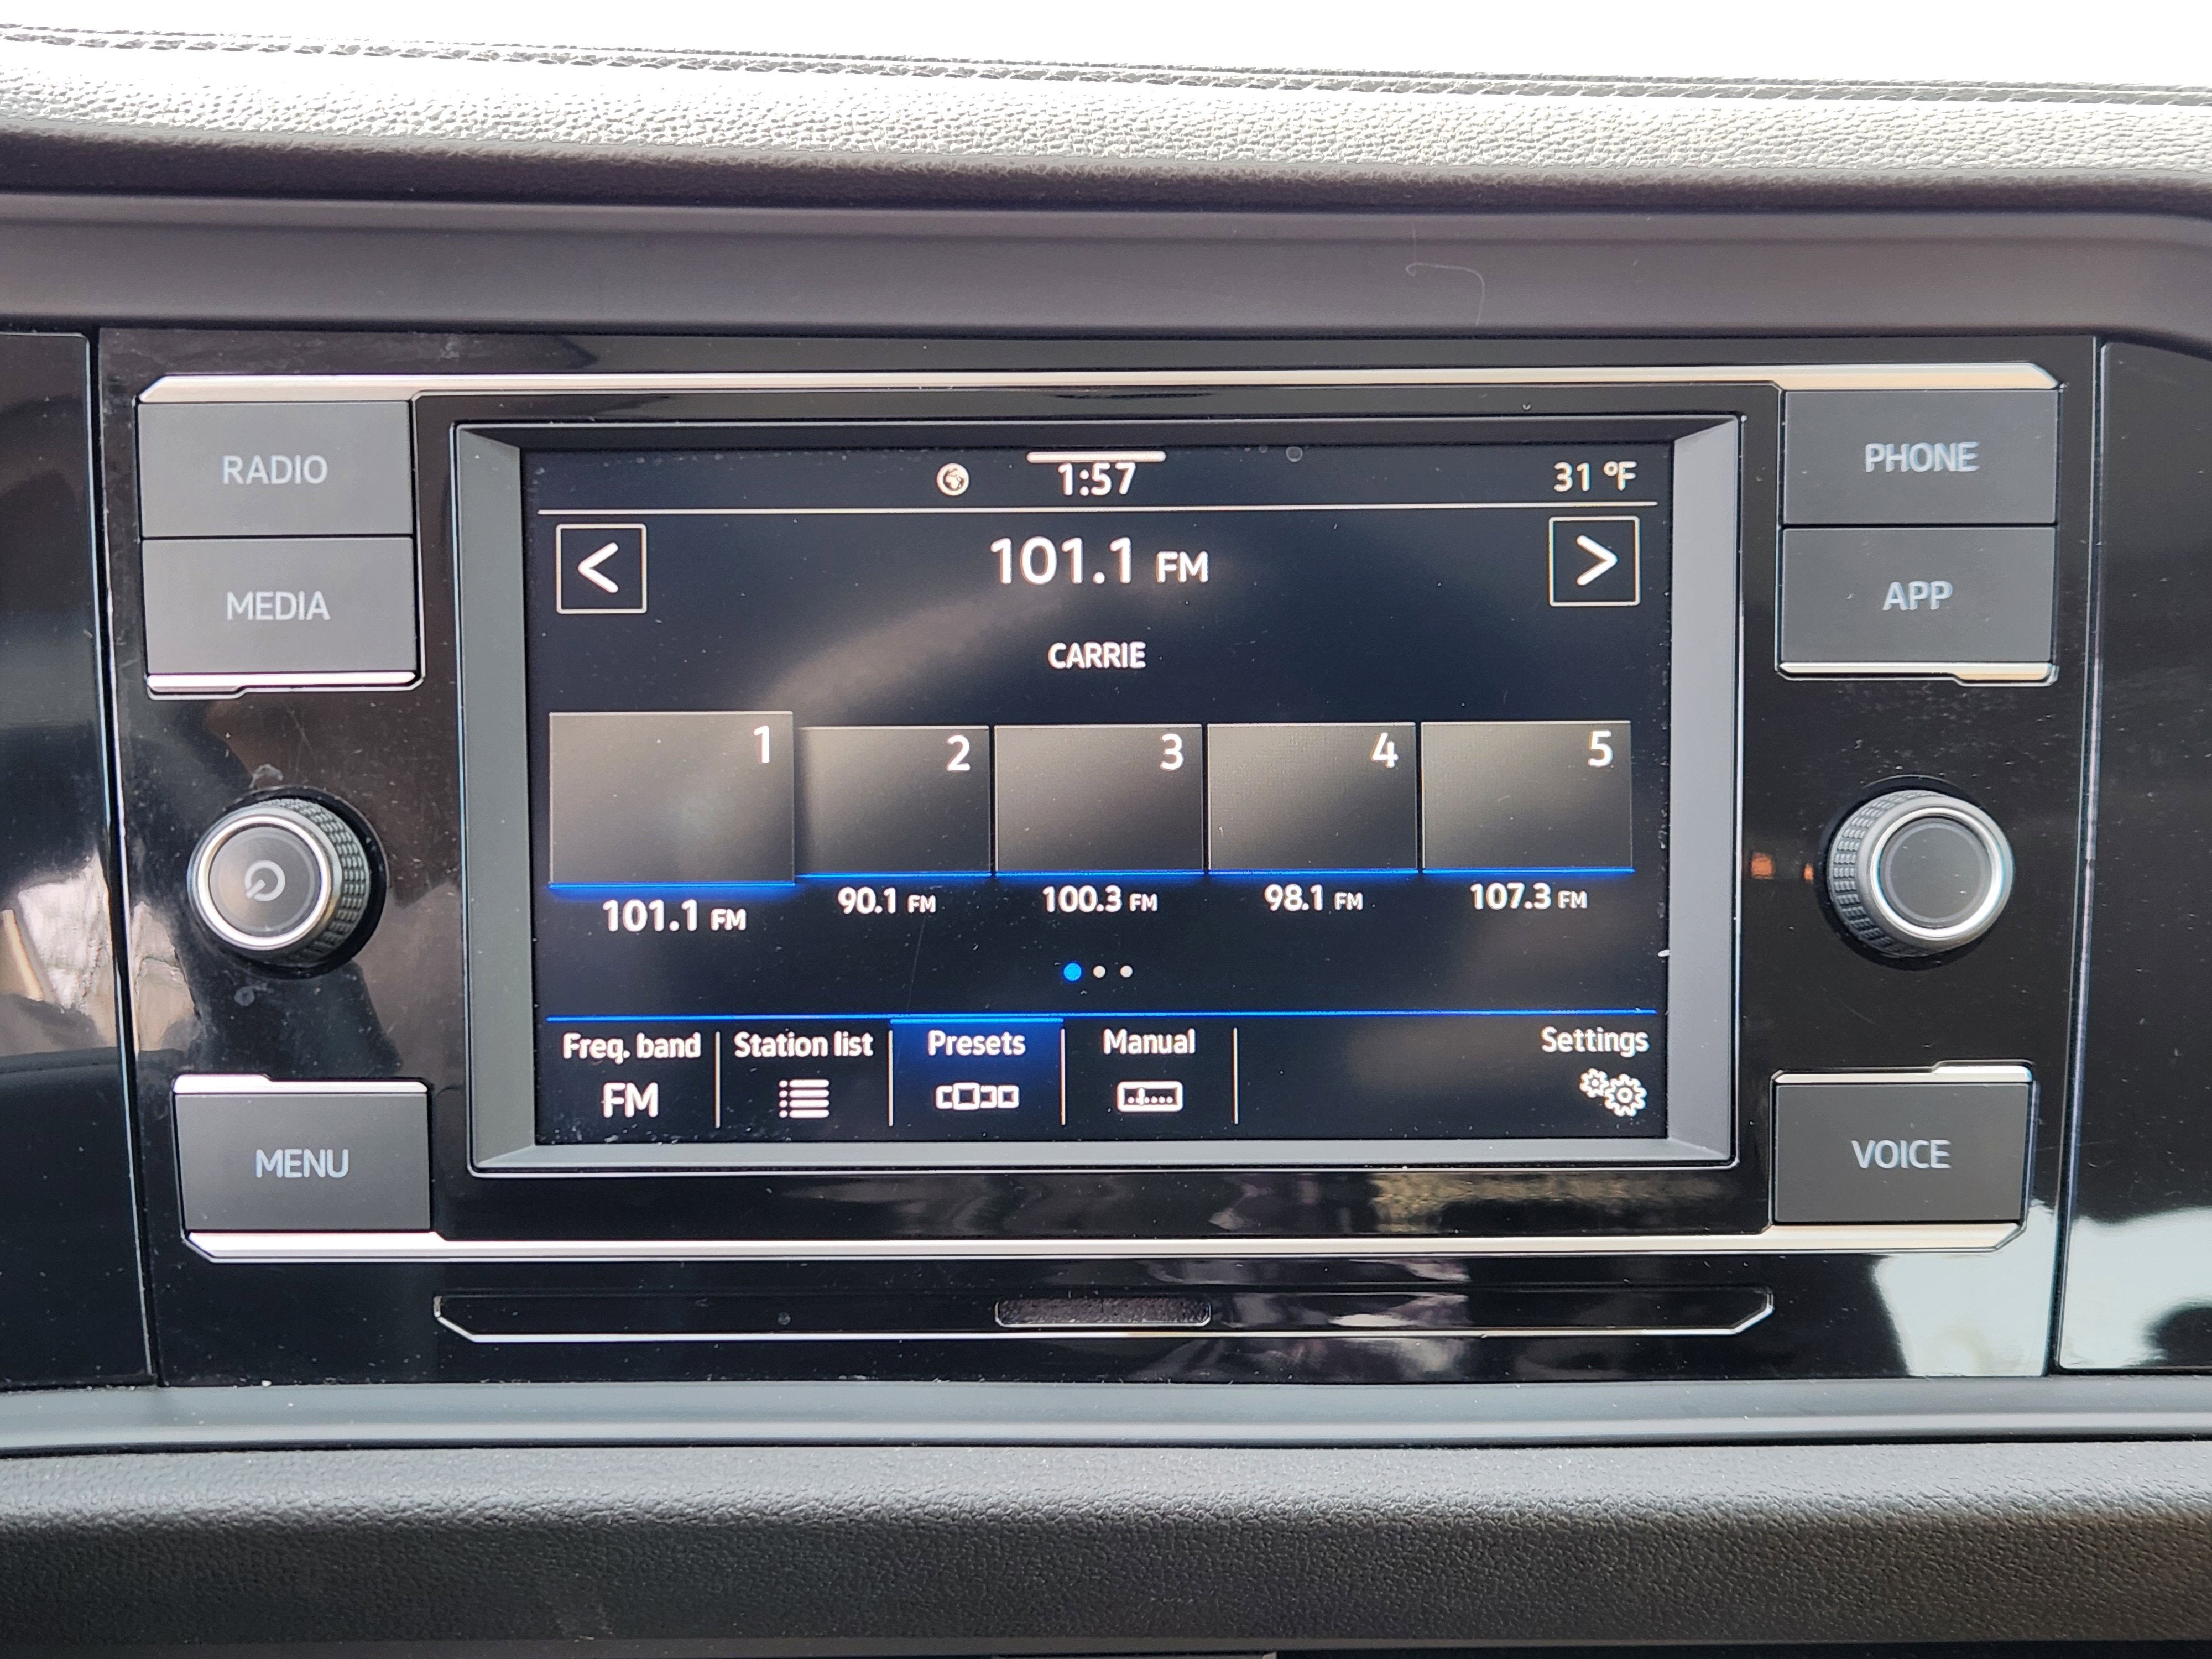 RADIO
MEDIA
MENU
PHONE
APP
VOICE
1:57
31 °F
<
101.1 FM
>
CARRIE
1
2
3
4
5
101.1 FM
90.1 FM
100.3 FM
98.1 FM
107.3 FM
Freq. band
FM
Station list
Presets
Manual
Settings